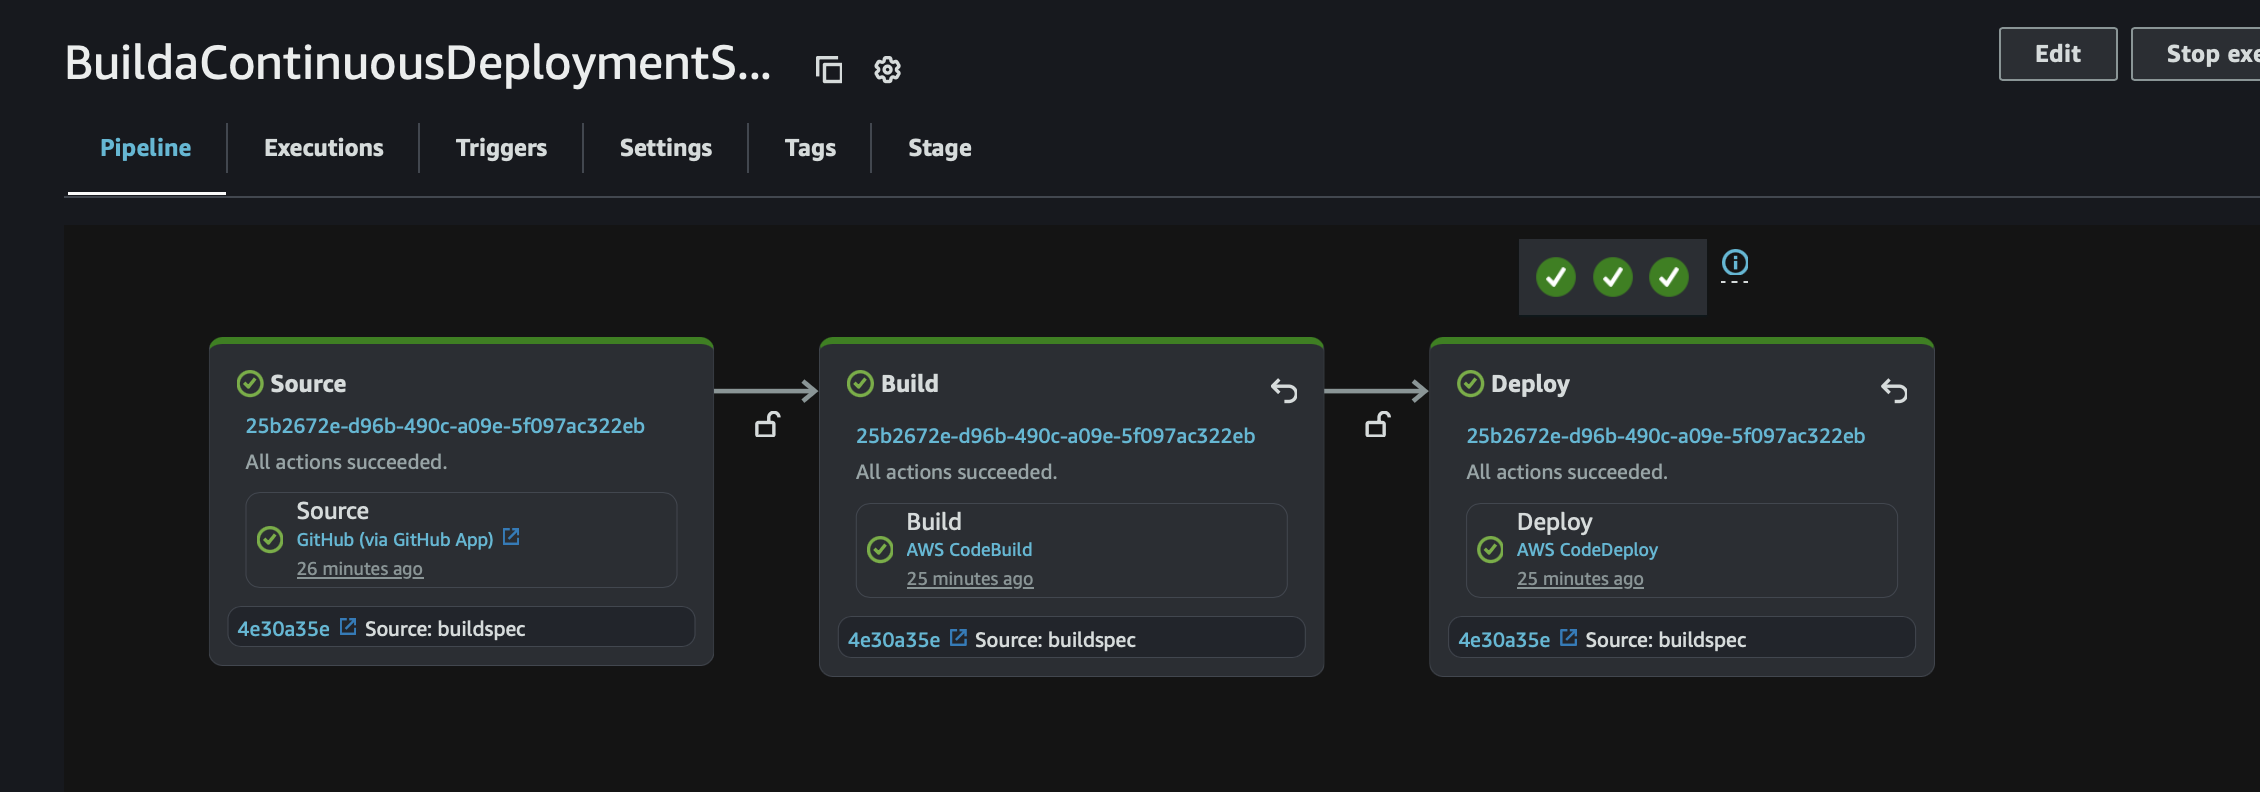 BuildaContinuousDeploymentS...
Edit
Stop exe
Pipeline
Executions
Triggers
Settings
Tags
Stage
Source
25b2672e-d96b-490c-a09e-5f097ac322eb
All actions succeeded.
Source
GitHub (via GitHub App)
26 minutes ago
4e30a35e Source: buildspec
Build
25b2672e-d96b-490c-a09e-5f097ac322eb
All actions succeeded.
Build
AWS CodeBuild
25 minutes ago
4e30a35e Source: buildspec
Deploy
25b2672e-d96b-490c-a09e-5f097ac322eb
All actions succeeded.
Deploy
AWS CodeDeploy
25 minutes ago
4e30a35e Source: buildspec